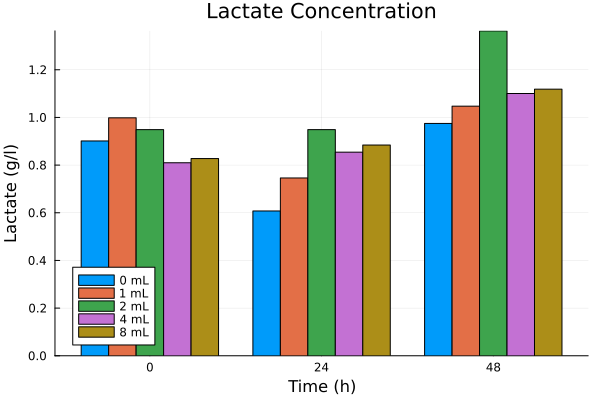 Lactate Concentration
Lactate (g/l)
1.2
1.0
0.8
0.6
0.4
0.2
0.0
0 mL
1 mL
2 mL
4 mL
8 mL
0 24 48
Time (h)